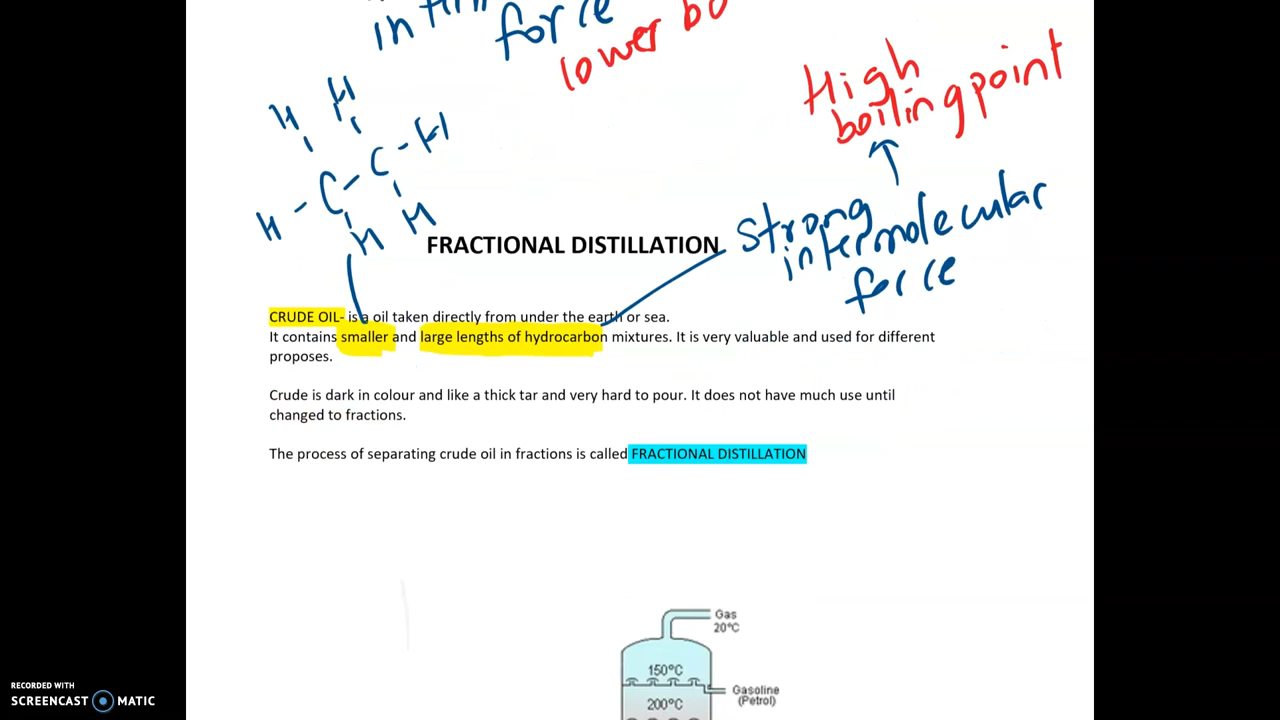 force
lower
High
boiling point
H H
C - C - H
H - H H
strong
intermolecular
force
FRACTIONAL DISTILLATION
CRUDE OIL- is a oil taken directly from under the earth or sea.
It contains smaller and large lengths of hydrocarbon mixtures. It is very valuable and used for different
proposes.
Crude is dark in colour and like a thick tar and very hard to pour. It does not have much use until
changed to fractions.
The process of separating crude oil in fractions is called FRACTIONAL DISTILLATION
Gas
20°C
150°C
Gasoline
(Petrol)
200°C
RECORDED WITH
SCREENCAST MATIC